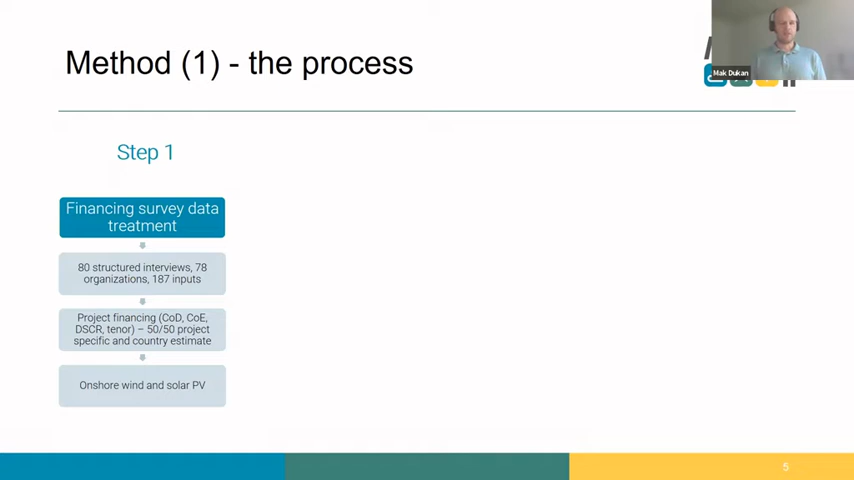 Method (1) - the process
Mak Dukan
Step 1
Financing survey data
treatment
80 structured interviews, 78
organizations, 187 inputs
Project financing (CoD, CoE,
DSCR, tenor) – 50/50 project
specific and country estimate
Onshore wind and solar PV
5